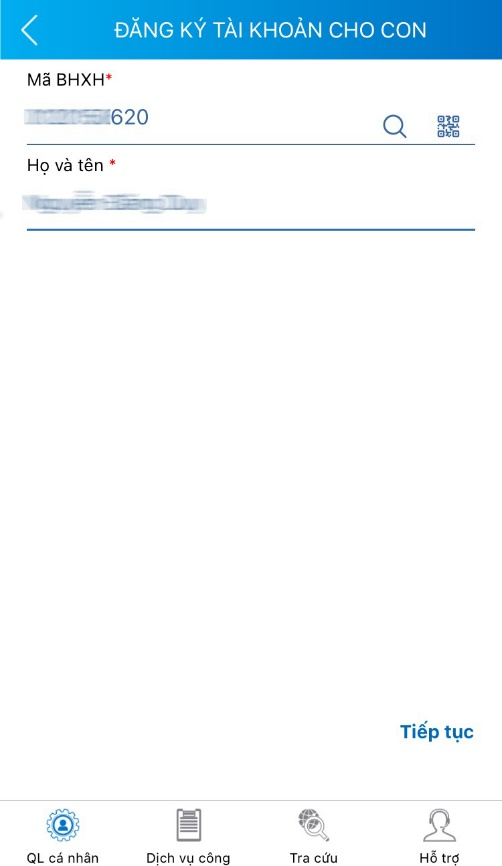 ĐĂNG KÝ TÀI KHOẢN CHO CON
Mã BHXH*
620
Họ và tên *
Tiếp tục
QL cá nhân
Dịch vụ công
Tra cứu
Hỗ trợ